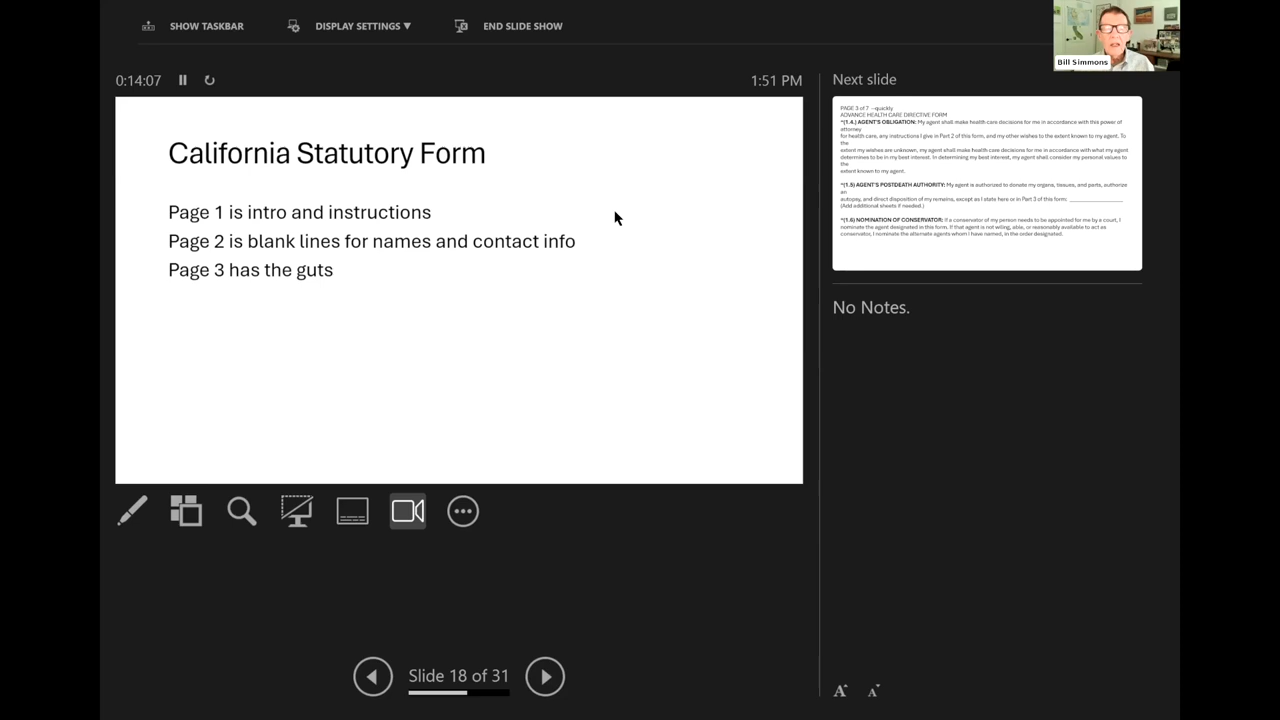 SHOW TASKBAR
DISPLAY SETTINGS ▼
END SLIDE SHOW
Bill Simmons
0:14:07
1:51 PM
California Statutory Form
Page 1 is intro and instructions
Page 2 is blank lines for names and contact info
Page 3 has the guts
Next slide
PAGE 3 of 7 --quickly
ADVANCE HEALTH CARE DIRECTIVE FORM
*(1.4.) AGENT'S OBLIGATION: My agent shall make health-care decisions for me in accordance with this power of
attorney
for health care, any instructions I give in Part 2 of this form, and my other wishes to the extent known to my agent. To
the
extent my wishes are unknown, my agent shall make health care decisions for me in accordance with what my agent
determines to be in my best interest. In determining my best interest, my agent shall consider my personal values to
the
extent known to my agent.
*(1.5) AGENT'S POSTDEATH AUTHORITY: My agent is authorized to donate my organs, tissues, and parts, authorize
an
autopsy, and direct disposition of my remains, except as I state here or in Part 3 of this form: ____________________
(Add additional sheets if needed.)
*(1.6) NOMINATION OF CONSERVATOR: If a conservator of my person needs to be appointed for me by a court, I
nominate the agent designated in this form. If that agent is not willing, able, or reasonably available to act as
conservator, I nominate the alternate agents whom I have named, in the order designated.
No Notes.
Slide 18 of 31
A A